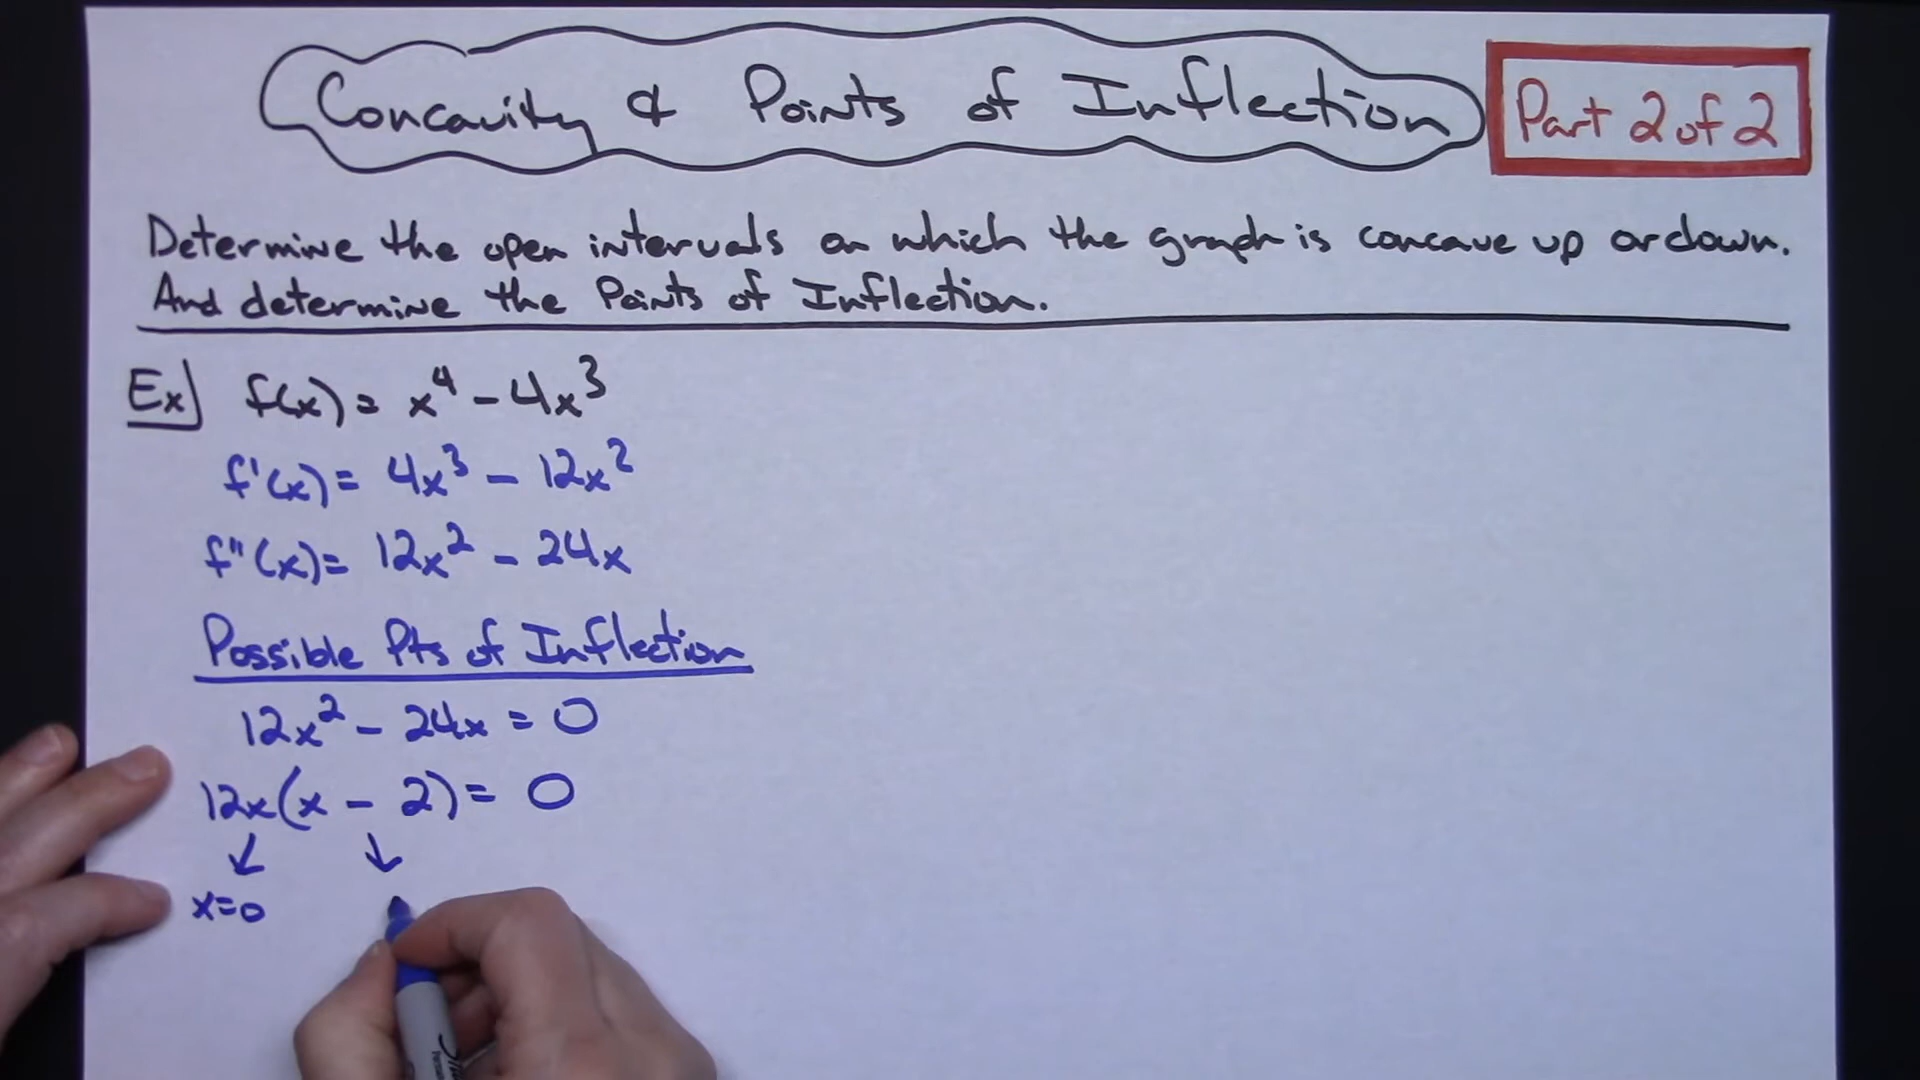 Concavity & Points of Inflection
Part 2 of 2
Determine the open intervals on which the graph is concave up or down.
And determine the Points of Inflection.
Ex] f(x) = x⁴ - 4x³
f'(x) = 4x³ - 12x²
f"(x) = 12x² - 24x
Possible Pts of Inflection
12x² - 24x = 0
12x(x - 2) = 0
↓ ↓
x=0